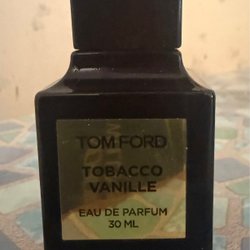 TOM FORD
TOBACCO
VANILLE
EAU DE PARFUM
30 ML